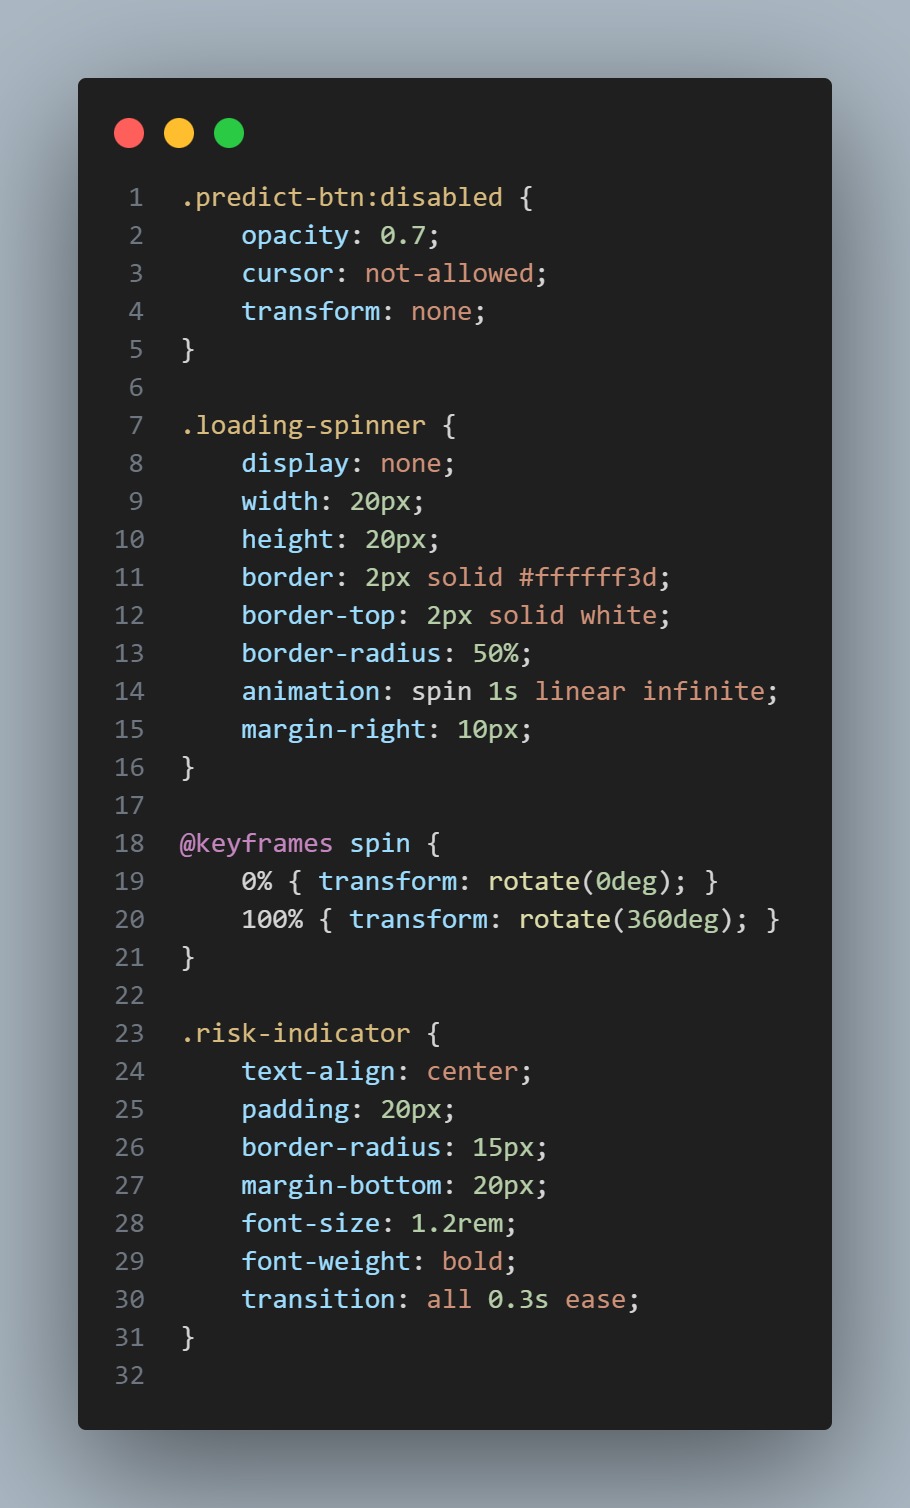 1 .predict-btn:disabled {
2     opacity: 0.7;
3     cursor: not-allowed;
4     transform: none;
5 }
6
7 .loading-spinner {
8     display: none;
9     width: 20px;
10     height: 20px;
11     border: 2px solid #ffffff3d;
12     border-top: 2px solid white;
13     border-radius: 50%;
14     animation: spin 1s linear infinite;
15     margin-right: 10px;
16 }
17
18 @keyframes spin {
19     0% { transform: rotate(0deg); }
20     100% { transform: rotate(360deg); }
21 }
22
23 .risk-indicator {
24     text-align: center;
25     padding: 20px;
26     border-radius: 15px;
27     margin-bottom: 20px;
28     font-size: 1.2rem;
29     font-weight: bold;
30     transition: all 0.3s ease;
31 }
32